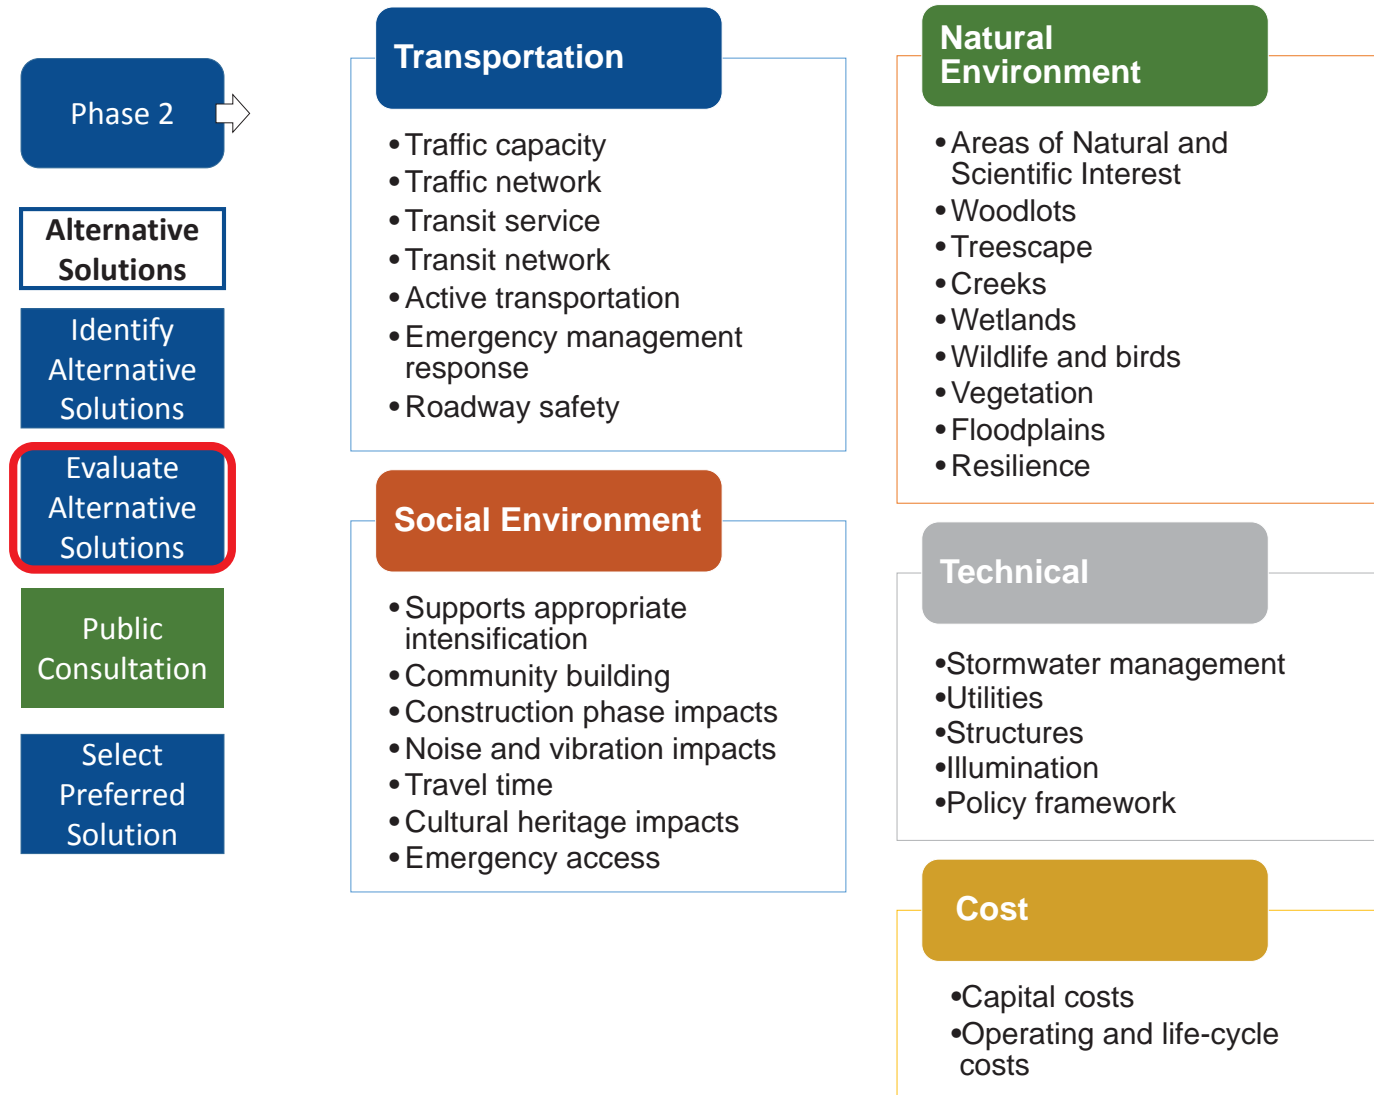 Phase 2
Alternative
Solutions
Identify
Alternative
Solutions
Evaluate
Alternative
Solutions
Public
Consultation
Select
Preferred
Solution
Transportation
•Traffic capacity
•Traffic network
•Transit service
•Transit network
•Active transportation
•Emergency management
response
•Roadway safety
Social Environment
•Supports appropriate
intensification
•Community building
•Construction phase impacts
•Noise and vibration impacts
•Travel time
•Cultural heritage impacts
•Emergency access
Natural
Environment
•Areas of Natural and
Scientific Interest
•Woodlots
•Treescape
•Creeks
•Wetlands
•Wildlife and birds
•Vegetation
•Floodplains
•Resilience
Technical
•Stormwater management
•Utilities
•Structures
•Illumination
•Policy framework
Cost
•Capital costs
•Operating and life-cycle
costs